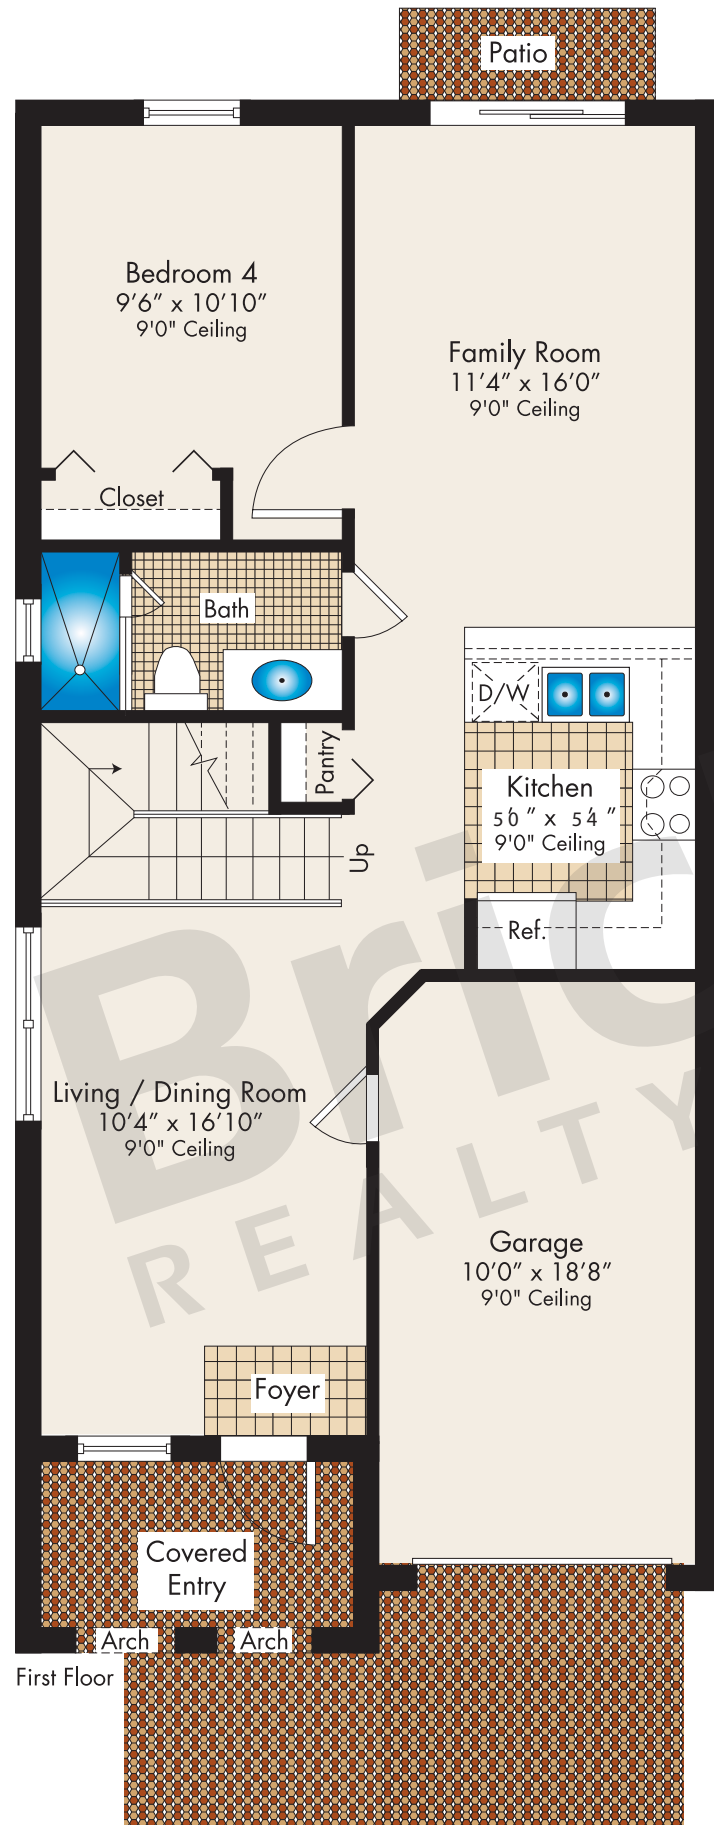 Patio
Bedroom 4
9’6” x 10’10”
9'0" Ceiling
Family Room
11’4” x 16’0”
9'0" Ceiling
Closet
Bath
D/W
Pantry
Kitchen
5’0” x 5’4”
9'0" Ceiling
Up
Ref.
Bric
REALTY
Living / Dining Room
10’4” x 16’10”
9'0" Ceiling
Garage
10’0” x 18’8”
9'0" Ceiling
Foyer
Covered
Entry
Arch
Arch
First Floor